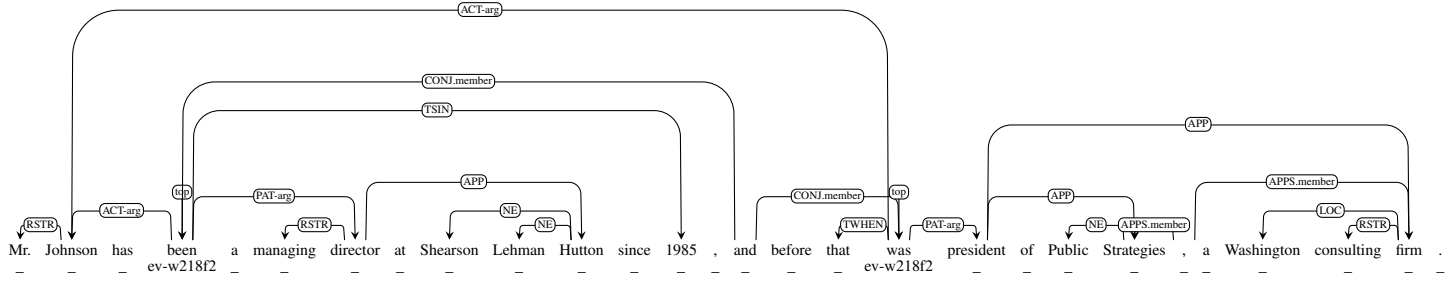 ACT-arg
CONJ.member
TSIN
APP
top PAT-arg APP CONJ.member top APP APPS.member
ACT-arg NE LOC
RSTR RSTR NE TWHEN PAT-arg NE APPS.member RSTR
Mr. Johnson has been a managing director at Shearson Lehman Hutton since 1985 , and before that was president of Public Strategies , a Washington consulting firm .
_ _ _ ev-w218f2 _ _ _ _ _ _ _ _ _ _ _ _ _ ev-w218f2 _ _ _ _ _ _ _ _ _ _